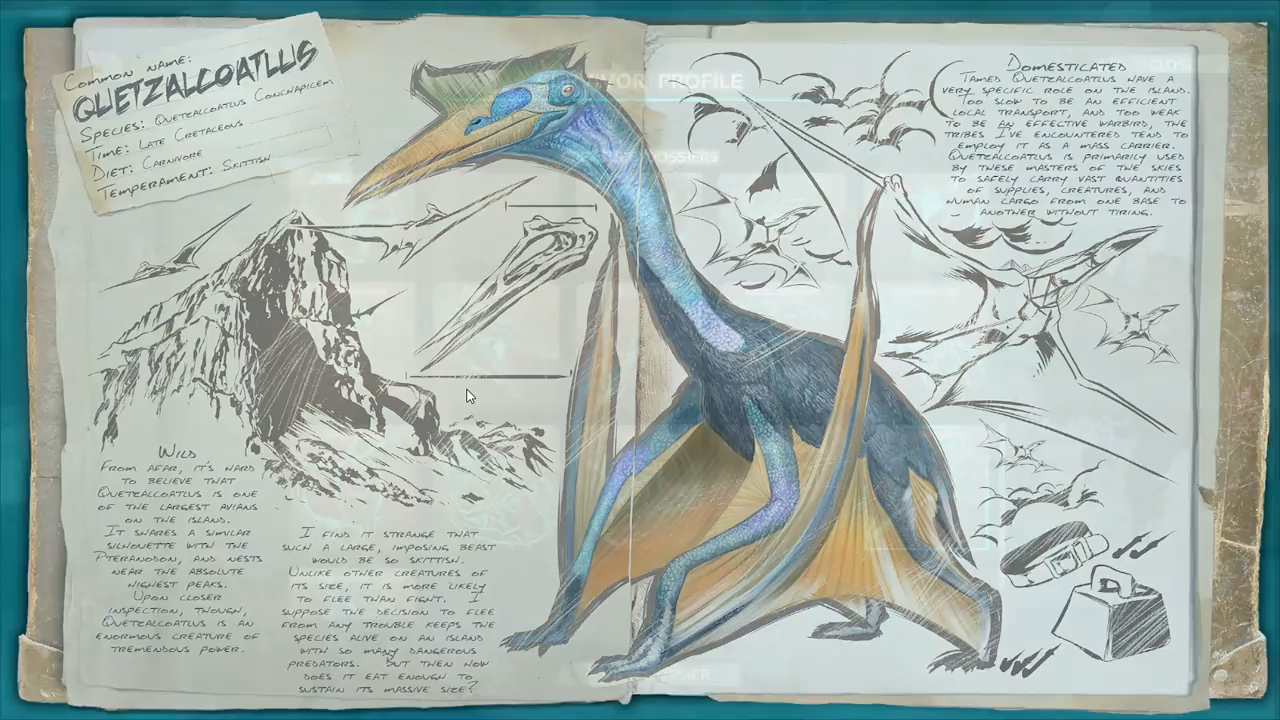 Common name:
Quetzalcoatlus
Species: Quetzalcoatlus Conchapicem
Time: Late Cretaceous
Diet: Carnivore
Temperament: Skittish
Wild
From afar, it's hard
to believe that
Quetzalcoatlus is one
of the largest avians
on the island.
It shares a similar
silhouette with the
Pteranodon, and nests
near the absolute
highest peaks.
Upon closer
inspection, though,
Quetzalcoatlus is an
enormous creature of
tremendous power.
I find it strange that
such a large, imposing beast
would be so skittish.
Unlike other creatures of
its size, it is more likely
to flee than fight. I
suppose the decision to flee
from any trouble keeps the
species alive on an island
with so many dangerous
predators. But then how
does it eat enough to
sustain its massive size?
Domesticated
Tamed Quetzalcoatlus have a
very specific role on the island.
Too slow to be an efficient
local transport, and too weak
to be an effective warbird, the
tribes I've encountered tend to
employ it as a mass carrier.
Quetzalcoatlus is primarily used
by these masters of the skies
to safely carry vast quantities
of supplies, creatures, and
human cargo from one base to
another without tiring.
PROFILE
DOSSIERS
CLOSE